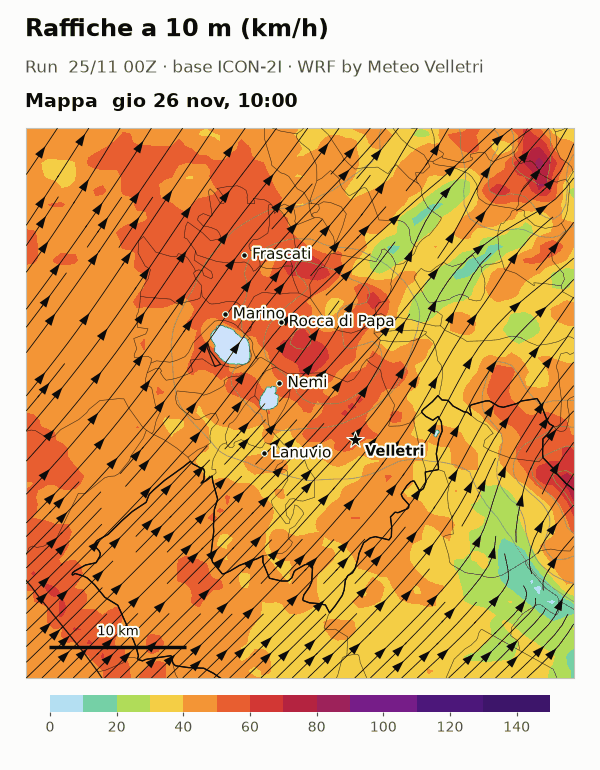 Raffiche a 10 m (km/h)
Run  25/11 00Z · base ICON-2I · WRF by Meteo Velletri
Mappa  gio 26 nov, 10:00
Frascati
Marino
Rocca di Papa
Nemi
Velletri
Lanuvio
10 km
0 20 40 60 80 100 120 140